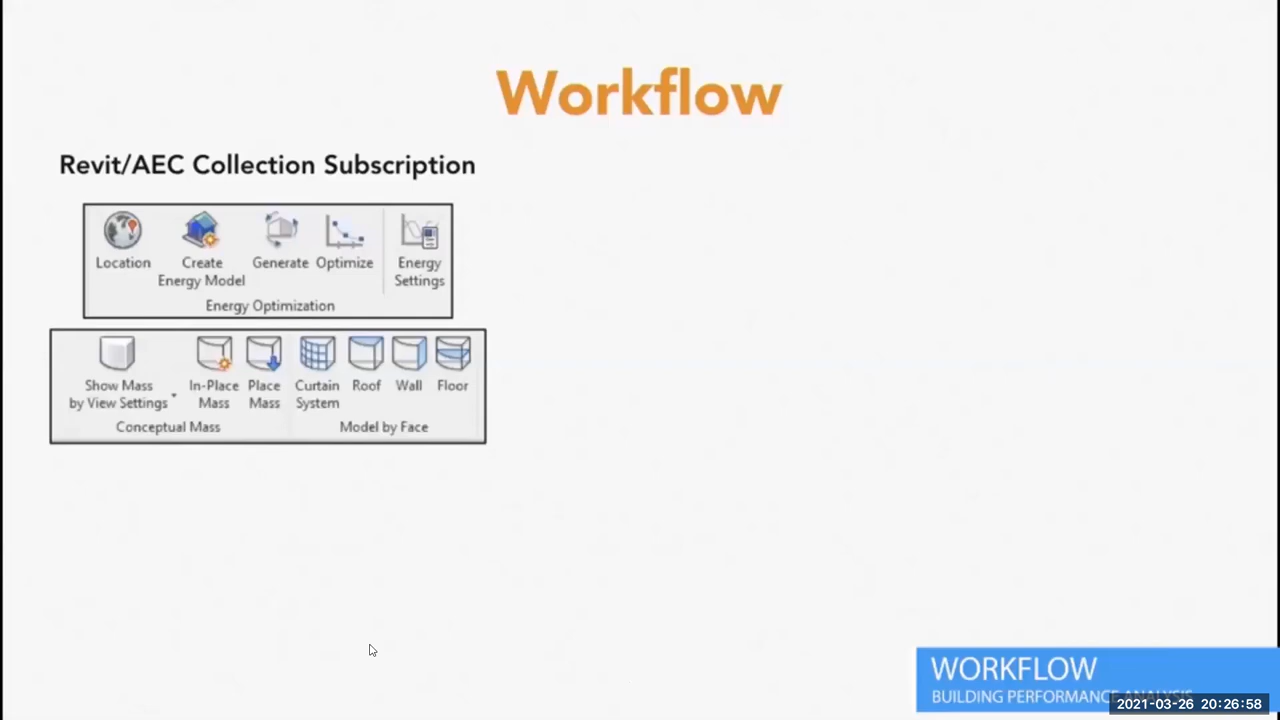 Workflow
Revit/AEC Collection Subscription
Location
Create
Energy Model
Generate
Optimize
Energy
Settings
Energy Optimization
Show Mass
by View Settings
In-Place
Mass
Place
Mass
Curtain
System
Roof
Wall
Floor
Conceptual Mass
Model by Face
WORKFLOW
BUILDING PERFORMANCE ANALYSIS
2021-03-26 20:26:58